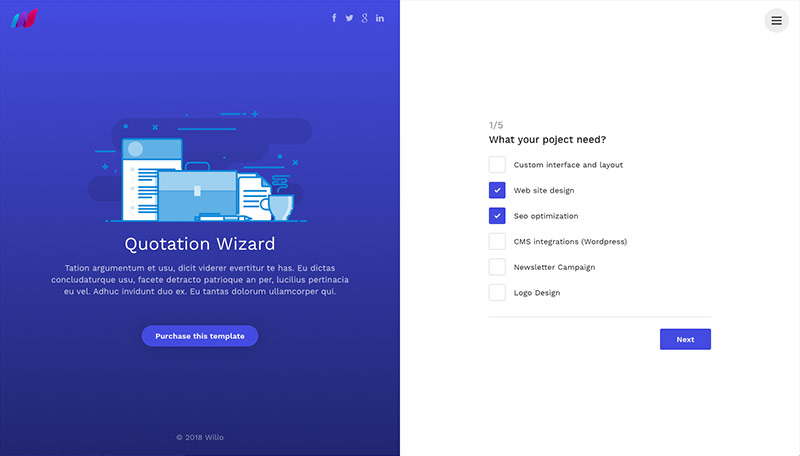 Quotation Wizard
Tation argumentum et usu, dicit viderer evertitur te has. Eu dictas
concludaturque usu, facete detracto patrioque an per, lucilius pertinacia
eu vel. Adhuc invidunt duo ex. Eu tantas dolorum ullamcorper qui.
Purchase this template
© 2018 Wilio
1/5
What your poject need?
Custom interface and layout
Web site design
Seo optimization
CMS integrations (Wordpress)
Newsletter Campaign
Logo Design
Next